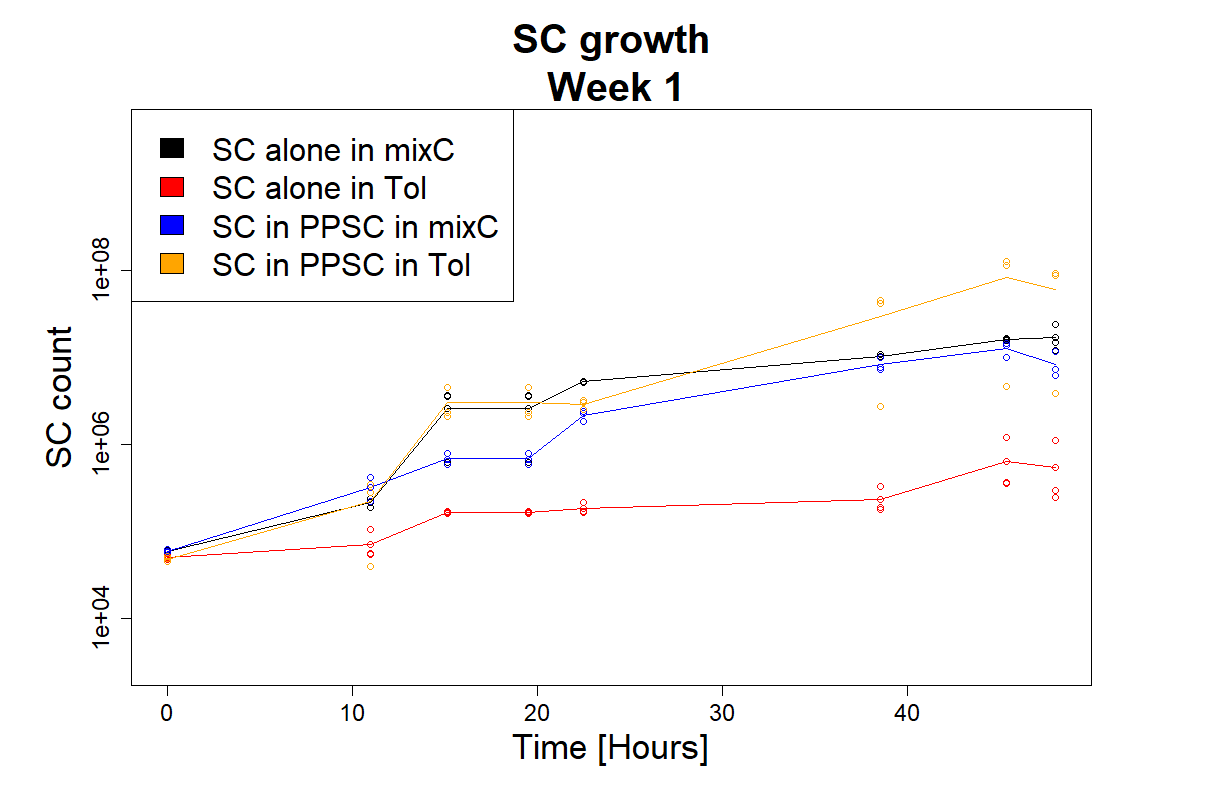 SC growth
Week 1
SC alone in mixC
SC alone in Tol
SC in PPSC in mixC
SC in PPSC in Tol
SC count
1e+08
1e+06
1e+04
0 10 20 30 40
Time [Hours]